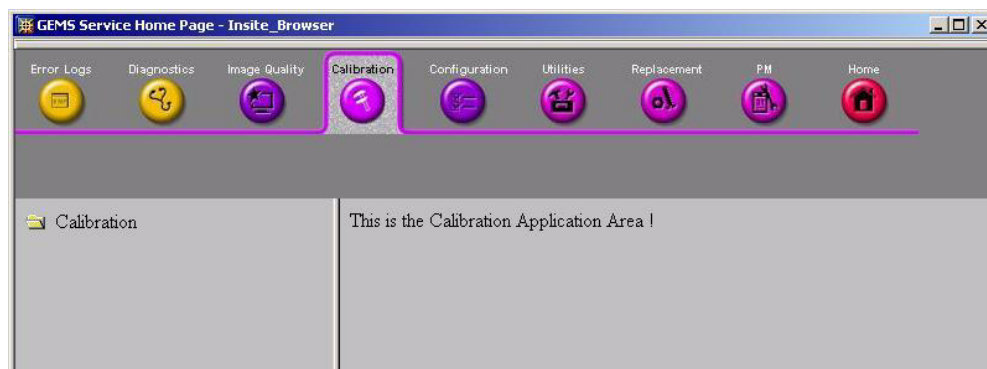 GEMS Service Home Page - Insite_Browser
Error Logs Diagnostics Image Quality Calibration Configuration Utilities Replacement PM Home
Calibration This is the Calibration Application Area !